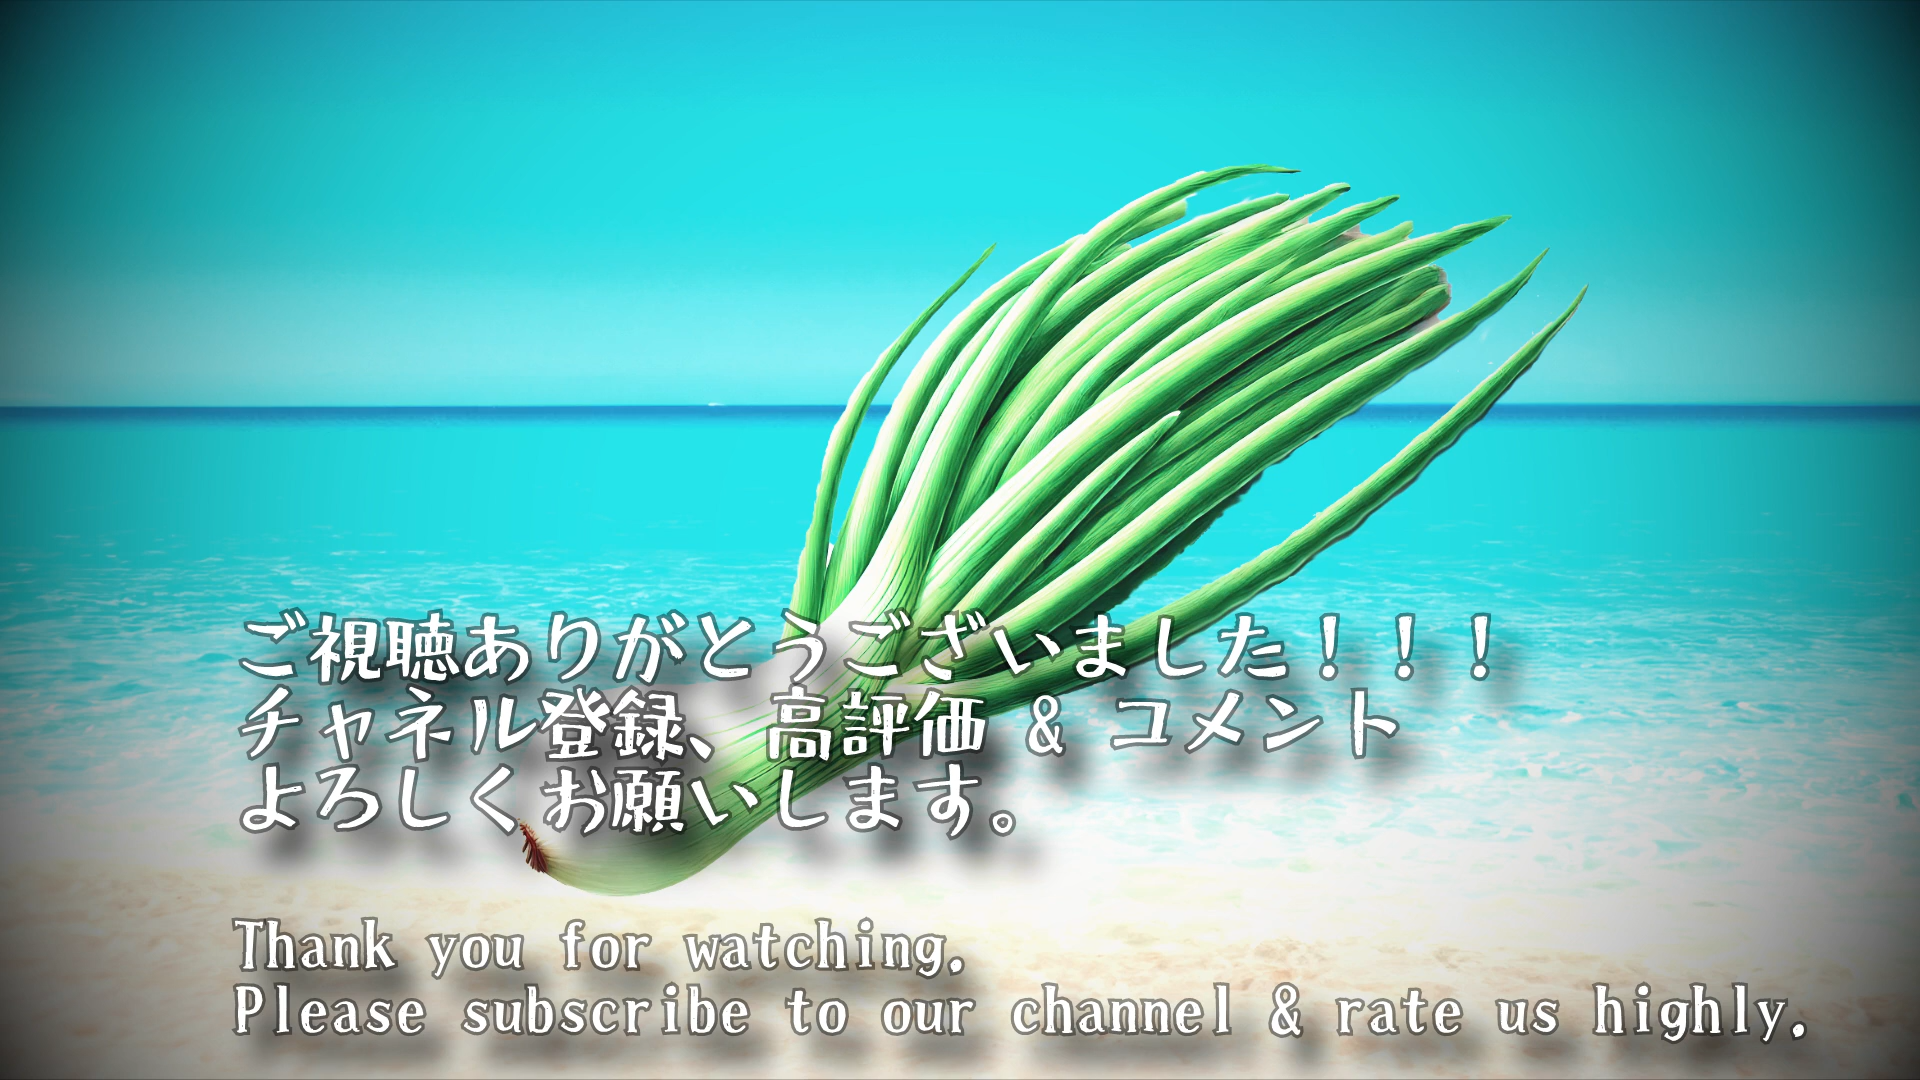 ご視聴ありがとうございました！！！
チャネル登録、高評価 & コメント
よろしくお願いします。
Thank you for watching.
Please subscribe to our channel & rate us highly.